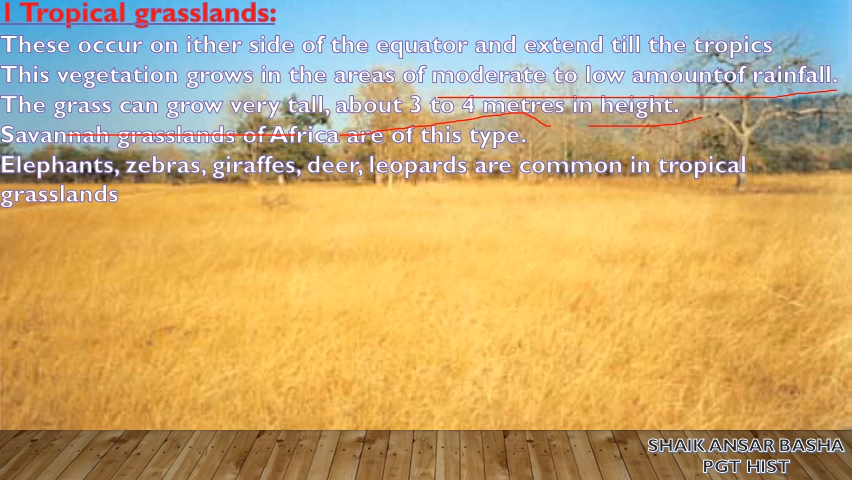 1 Tropical grasslands:
These occur on ither side of the equator and extend till the tropics
This vegetation grows in the areas of moderate to low amountof rainfall.
The grass can grow very tall, about 3 to 4 metres in height.
Savannah grasslands of Africa are of this type.
Elephants, zebras, giraffes, deer, leopards are common in tropical
grasslands
SHAIK ANSAR BASHA
PGT HIST